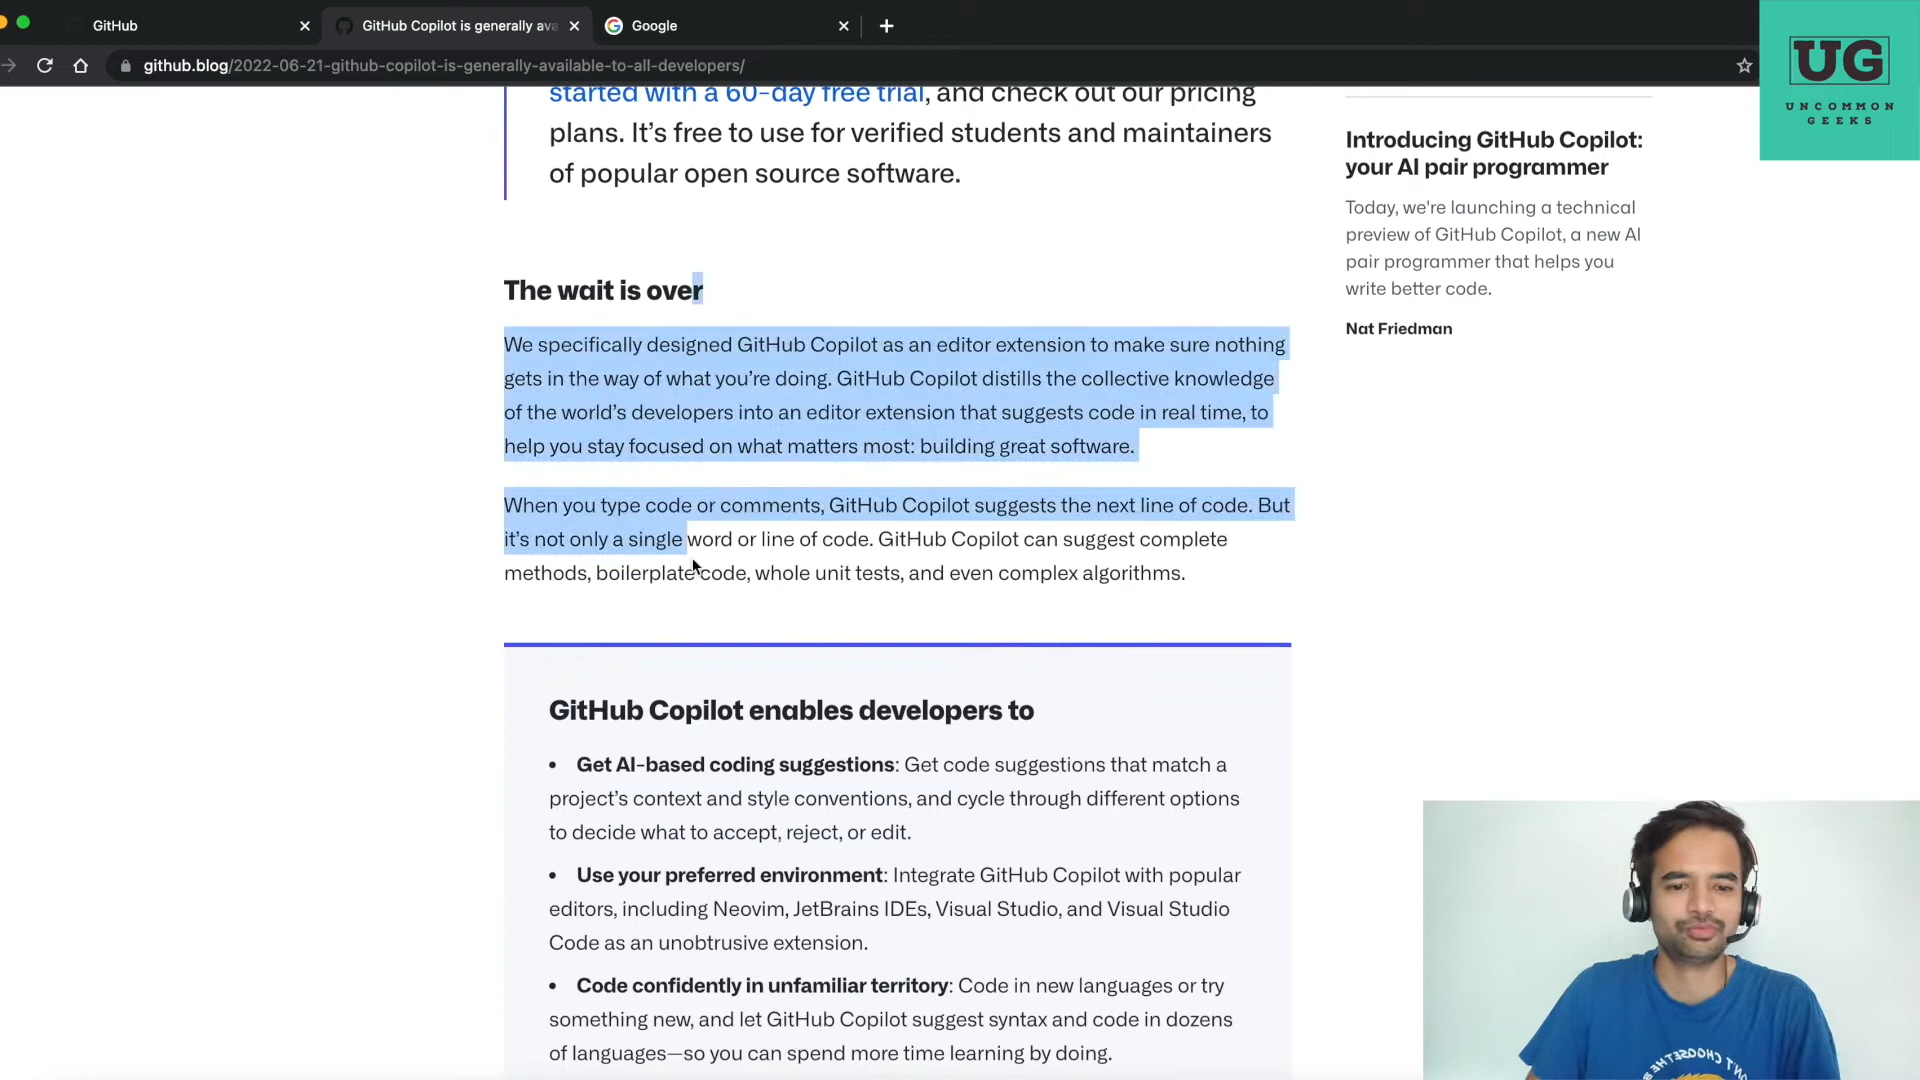 GitHub
GitHub Copilot is generally ava
Google
github.blog/2022-06-21-github-copilot-is-generally-available-to-all-developers/
UG
UNCOMMON
GEEKS
started with a 60-day free trial, and check out our pricing
plans. It’s free to use for verified students and maintainers
of popular open source software.
The wait is over
We specifically designed GitHub Copilot as an editor extension to make sure nothing
gets in the way of what you’re doing. GitHub Copilot distills the collective knowledge
of the world’s developers into an editor extension that suggests code in real time, to
help you stay focused on what matters most: building great software.
When you type code or comments, GitHub Copilot suggests the next line of code. But
it’s not only a single word or line of code. GitHub Copilot can suggest complete
methods, boilerplate code, whole unit tests, and even complex algorithms.
GitHub Copilot enables developers to
• Get AI-based coding suggestions: Get code suggestions that match a
project’s context and style conventions, and cycle through different options
to decide what to accept, reject, or edit.
• Use your preferred environment: Integrate GitHub Copilot with popular
editors, including Neovim, JetBrains IDEs, Visual Studio, and Visual Studio
Code as an unobtrusive extension.
• Code confidently in unfamiliar territory: Code in new languages or try
something new, and let GitHub Copilot suggest syntax and code in dozens
of languages—so you can spend more time learning by doing.
Introducing GitHub Copilot:
your AI pair programmer
Today, we're launching a technical
preview of GitHub Copilot, a new AI
pair programmer that helps you
write better code.
Nat Friedman